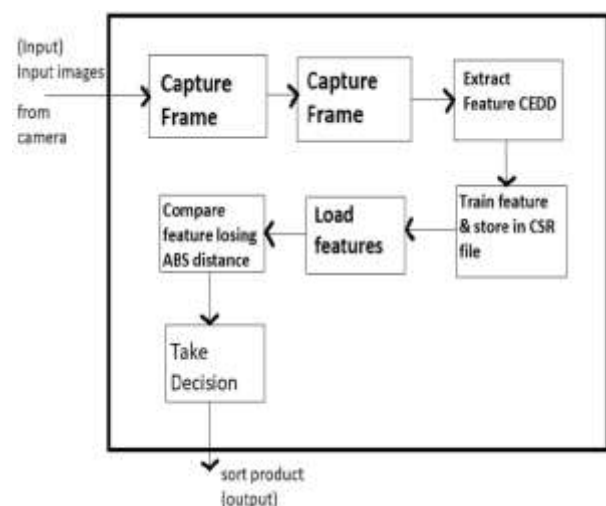 (Input)
Input images
from
camera
Capture
Frame
Capture
Frame
Extract
Feature CEDD
Train feature
& store in CSR
file
Load
features
Compare
feature losing
ABS distance
Take
Decision
sort product
(output)